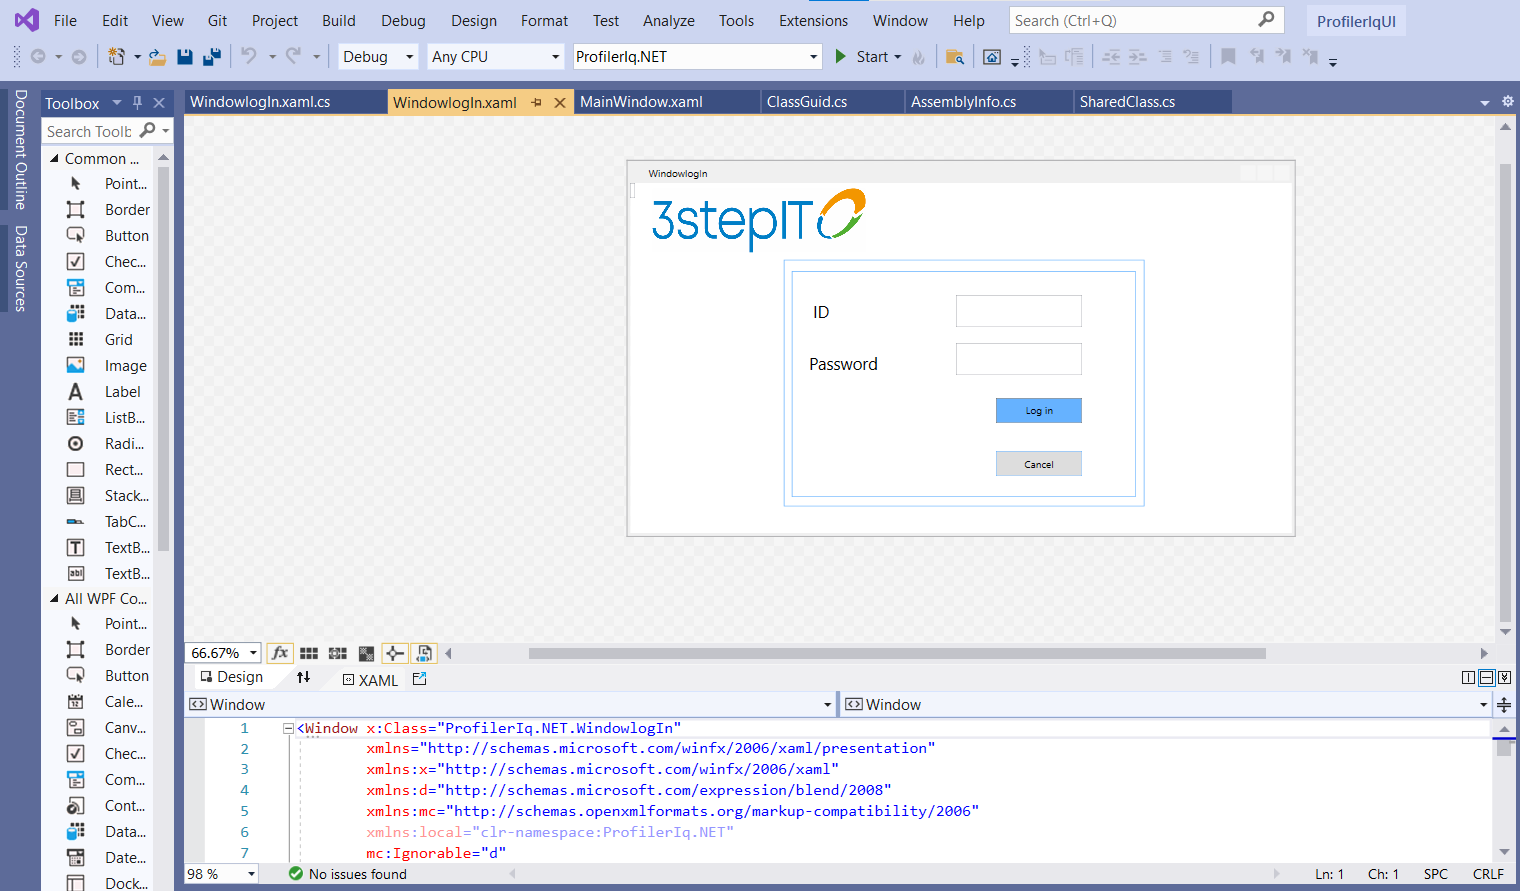 File Edit View Git Project Build Debug Design Format Test Analyze Tools Extensions Window Help Search (Ctrl+Q) ProfilerIqUI
Debug Any CPU ProfilerIq.NET Start
Document Outline
Data Sources
Toolbox
Search Toolb
Common ...
Point...
Border
Button
Chec...
Com...
Data...
Grid
Image
Label
ListB...
Radi...
Rect...
Stack...
TabC...
TextB...
TextB...
All WPF Co...
Point...
Border
Button
Cale...
Canv...
Chec...
Com...
Cont...
Data...
Date...
Dock...
WindowlogIn.xaml.cs WindowlogIn.xaml MainWindow.xaml ClassGuid.cs AssemblyInfo.cs SharedClass.cs
WindowlogIn
3stepIT
ID
Password
Log in
Cancel
66.67% fx
Design XAML
Window Window
1 <Window x:Class="ProfilerIq.NET.WindowlogIn"
2 xmlns="http://schemas.microsoft.com/winfx/2006/xaml/presentation"
3 xmlns:x="http://schemas.microsoft.com/winfx/2006/xaml"
4 xmlns:d="http://schemas.microsoft.com/expression/blend/2008"
5 xmlns:mc="http://schemas.openxmlformats.org/markup-compatibility/2006"
6 xmlns:local="clr-namespace:ProfilerIq.NET"
7 mc:Ignorable="d"
98 % No issues found Ln: 1 Ch: 1 SPC CRLF